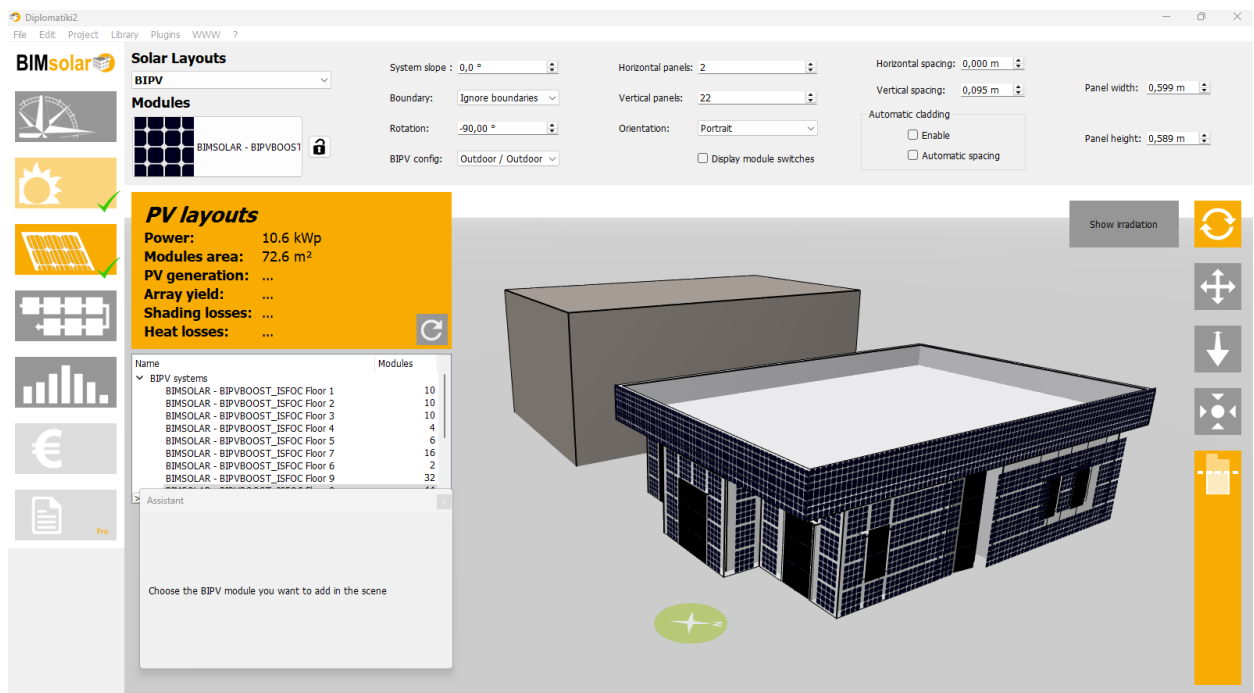 Diplomatiki2
File Edit Project Library Plugins WWW ?
BIMsolar
Solar Layouts
BIPV
Modules
BIMSOLAR - BIPVBOOST
System slope : 0,0 °
Boundary: Ignore boundaries
Rotation: -90,00 °
BIPV config: Outdoor / Outdoor
Horizontal panels: 2
Vertical panels: 22
Orientation: Portrait
Display module switches
Horizontal spacing: 0,000 m
Vertical spacing: 0,095 m
Automatic cladding
Enable
Automatic spacing
Panel width: 0,599 m
Panel height: 0,589 m
PV layouts
Power: 10.6 kWp
Modules area: 72.6 m²
PV generation: ...
Array yield: ...
Shading losses: ...
Heat losses: ...
Show irradiation
Name Modules
BIPV systems
BIMSOLAR - BIPVBOOST_ISFOC Floor 1 10
BIMSOLAR - BIPVBOOST_ISFOC Floor 2 10
BIMSOLAR - BIPVBOOST_ISFOC Floor 3 10
BIMSOLAR - BIPVBOOST_ISFOC Floor 4 4
BIMSOLAR - BIPVBOOST_ISFOC Floor 5 6
BIMSOLAR - BIPVBOOST_ISFOC Floor 7 16
BIMSOLAR - BIPVBOOST_ISFOC Floor 6 2
BIMSOLAR - BIPVBOOST_ISFOC Floor 9 32
Assistant
Choose the BIPV module you want to add in the scene
€
Pro
N